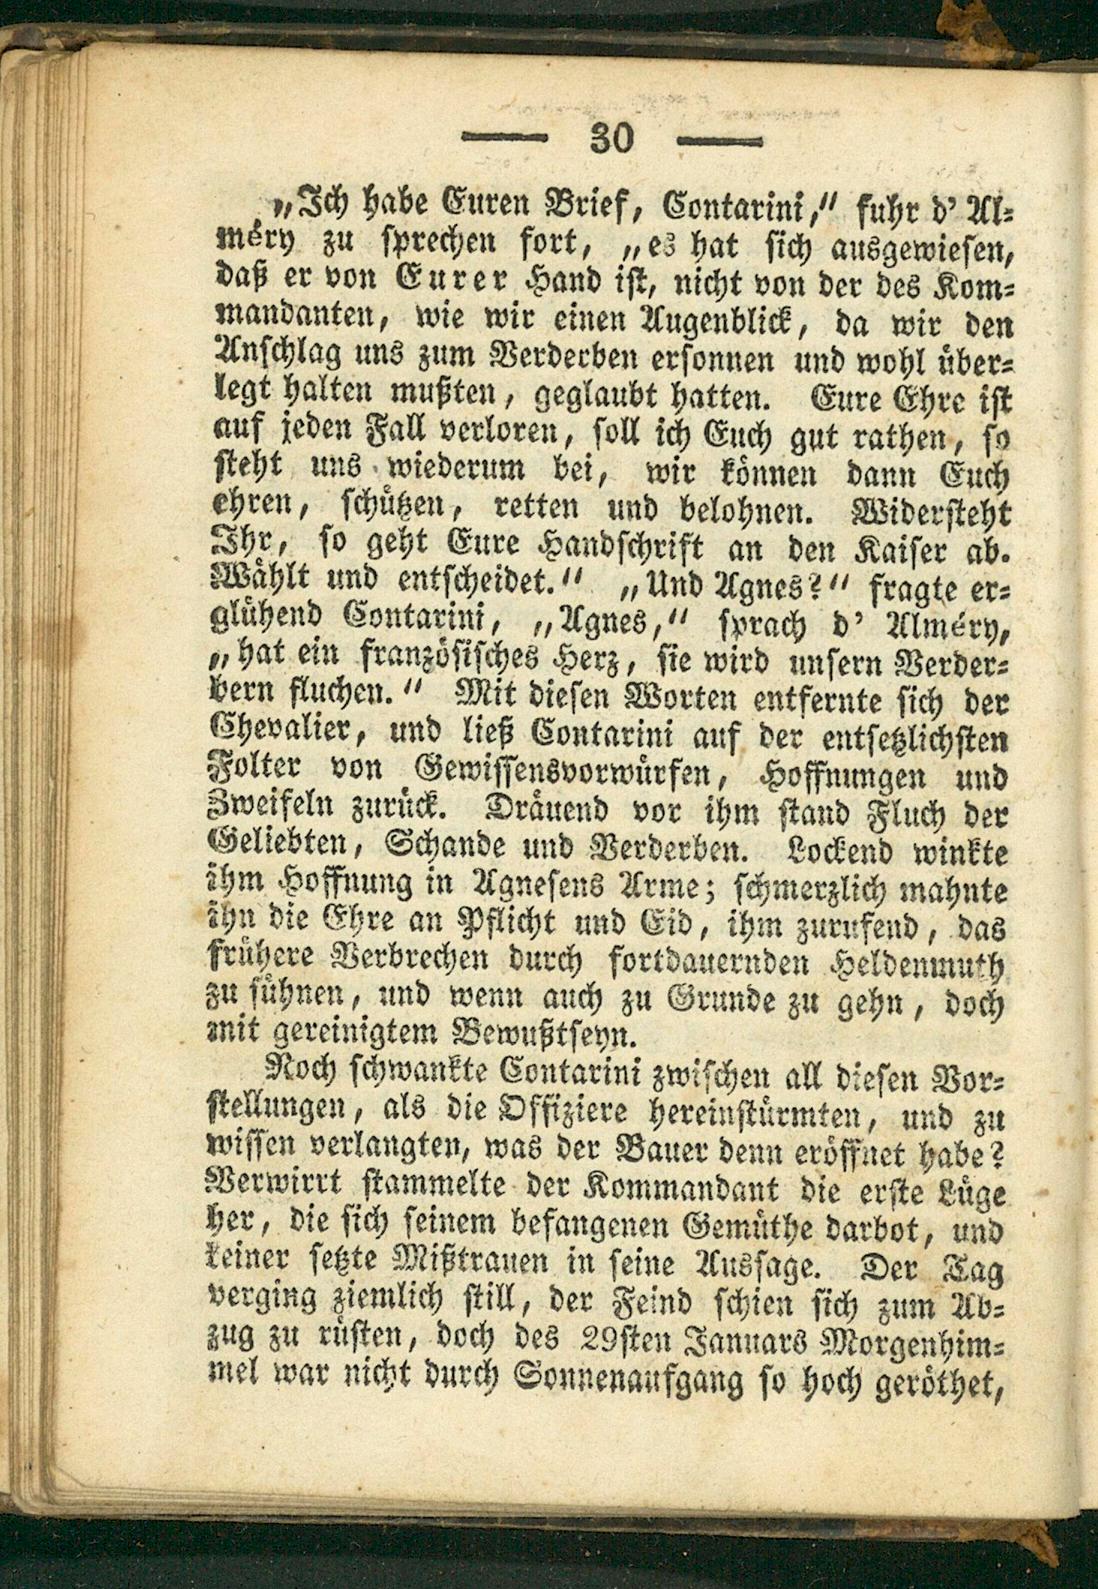 — 30 —
„Ich habe Euren Brief, Contarini,“ fuhr d' Al-
méry zu sprechen fort, „es hat sich ausgewiesen,
daß er von Eurer Hand ist, nicht von der des Kom-
mandanten, wie wir einen Augenblick, da wir den
Anschlag uns zum Verderben ersonnen und wohl über-
legt halten mußten, geglaubt hatten. Eure Ehre ist
auf jeden Fall verloren, soll ich Euch gut rathen, so
steht uns wiederum bei, wir können dann Euch
ehren, schützen, retten und belohnen. Widersteht
Ihr, so geht Eure Handschrift an den Kaiser ab.
Wählt und entscheidet.“ „Und Agnes?“ fragte er-
glühend Contarini, „Agnes,“ sprach d' Alméry,
„hat ein französisches Herz, sie wird unsern Verder-
bern fluchen.“ Mit diesen Worten entfernte sich der
Chevalier, und ließ Contarini auf der entsetzlichsten
Folter von Gewissensvorwürfen, Hoffnungen und
Zweifeln zurück. Dräuend vor ihm stand Fluch der
Geliebten, Schande und Verderben. Lockend winkte
ihm Hoffnung in Agnesens Arme; schmerzlich mahnte
ihn die Ehre an Pflicht und Eid, ihm zurufend, das
frühere Verbrechen durch fortdauernden Heldenmuth
zu sühnen, und wenn auch zu Grunde zu gehn, doch
mit gereinigtem Bewußtseyn.
Noch schwankte Contarini zwischen all diesen Vor-
stellungen, als die Offiziere hereinstürmten, und zu
wissen verlangten, was der Bauer denn eröffnet habe?
Verwirrt stammelte der Kommandant die erste Lüge
her, die sich seinem befangenen Gemüthe darbot, und
keiner setzte Mißtrauen in seine Aussage. Der Tag
verging ziemlich still, der Feind schien sich zum Ab-
zug zu rüsten, doch des 29sten Januars Morgenhim-
mel war nicht durch Sonnenaufgang so hoch geröthet,